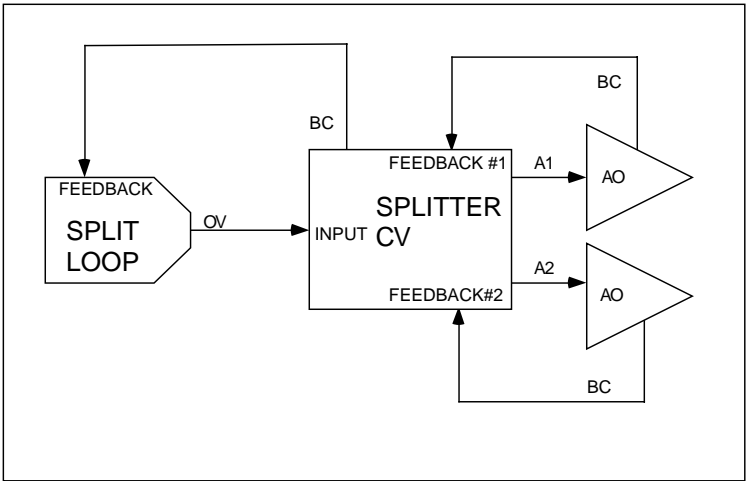 BC
BC
FEEDBACK #1
A1
AO
FEEDBACK
SPLIT
LOOP
OV
INPUT
SPLITTER
CV
A2
AO
FEEDBACK#2
BC